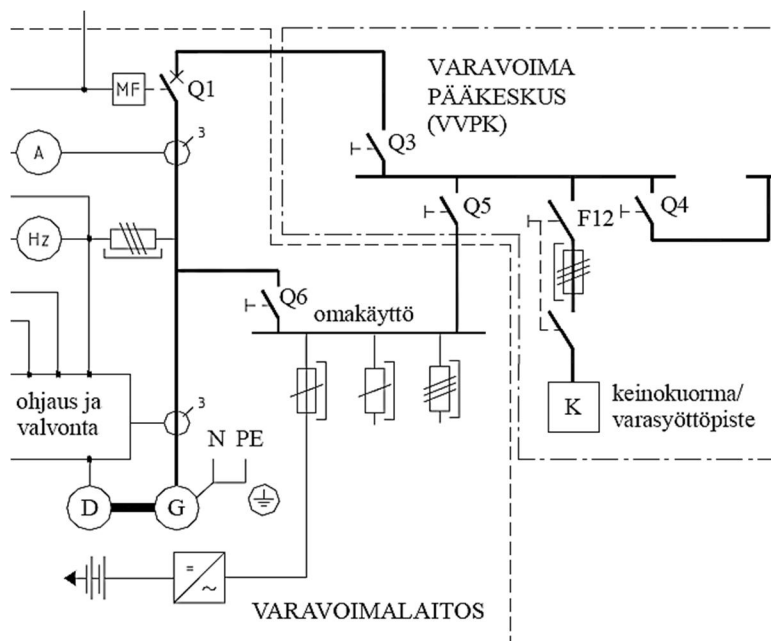 VARAVOIMA
PÄÄKESKUS
(VVPK)
MF
Q1
3
Q3
A
Q5
F12
Q4
Hz
Q6
omakäyttö
ohjaus ja
valvonta
3
K
keinokuorma/
varasyöttöpiste
N PE
D
G
=
~
VARAVOIMALAITOS